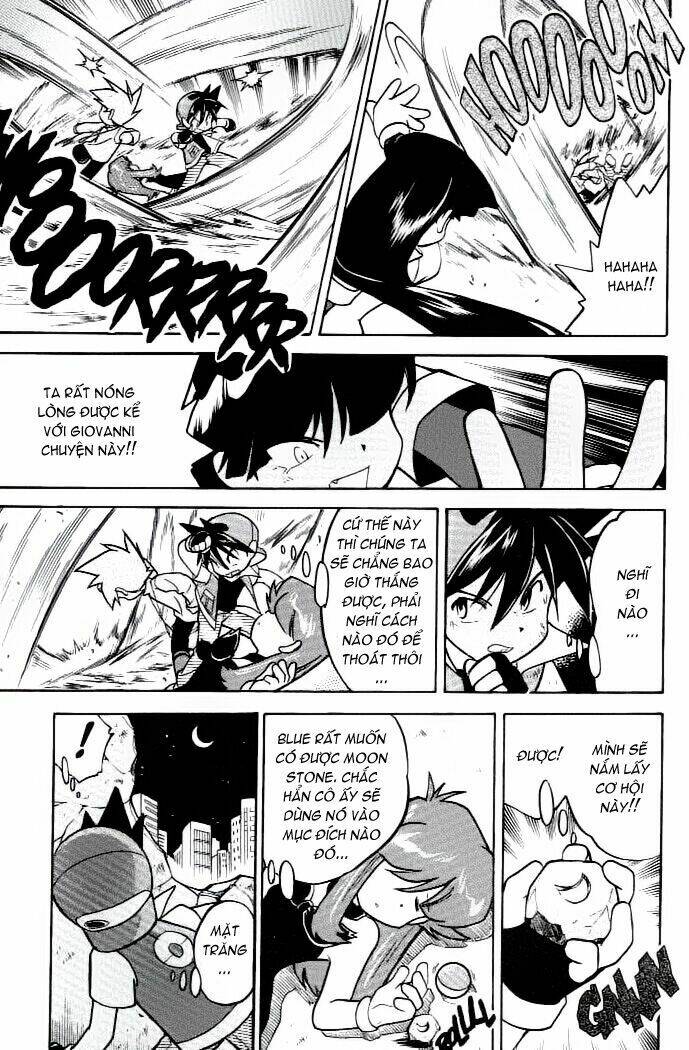 HOOOOOOOM
HAHAHA
HAHA!!
TA RẤT NÓNG
LÒNG ĐƯỢC KỂ
VỚI GIOVANNI
CHUYỆN NÀY!!
NGHĨ
ĐI
NÀO
...
CỨ THẾ NÀY
THÌ CHÚNG TA
SẼ CHẲNG BAO
GIỜ THẮNG
ĐƯỢC, PHẢI
NGHĨ CÁCH
NÀO ĐÓ ĐỂ
THOÁT THÔI
!
MẶT
TRĂNG
...
BLUE RẤT MUỐN
CÓ ĐƯỢC MOON
STONE. CHẮC
HẲN CÔ ẤY SẼ
DÙNG NÓ VÀO
MỤC ĐÍCH NÀO
ĐÓ...
ĐƯỢC!
MÌNH SẼ
NẮM LẤY
CƠ HỘI
NÀY!!